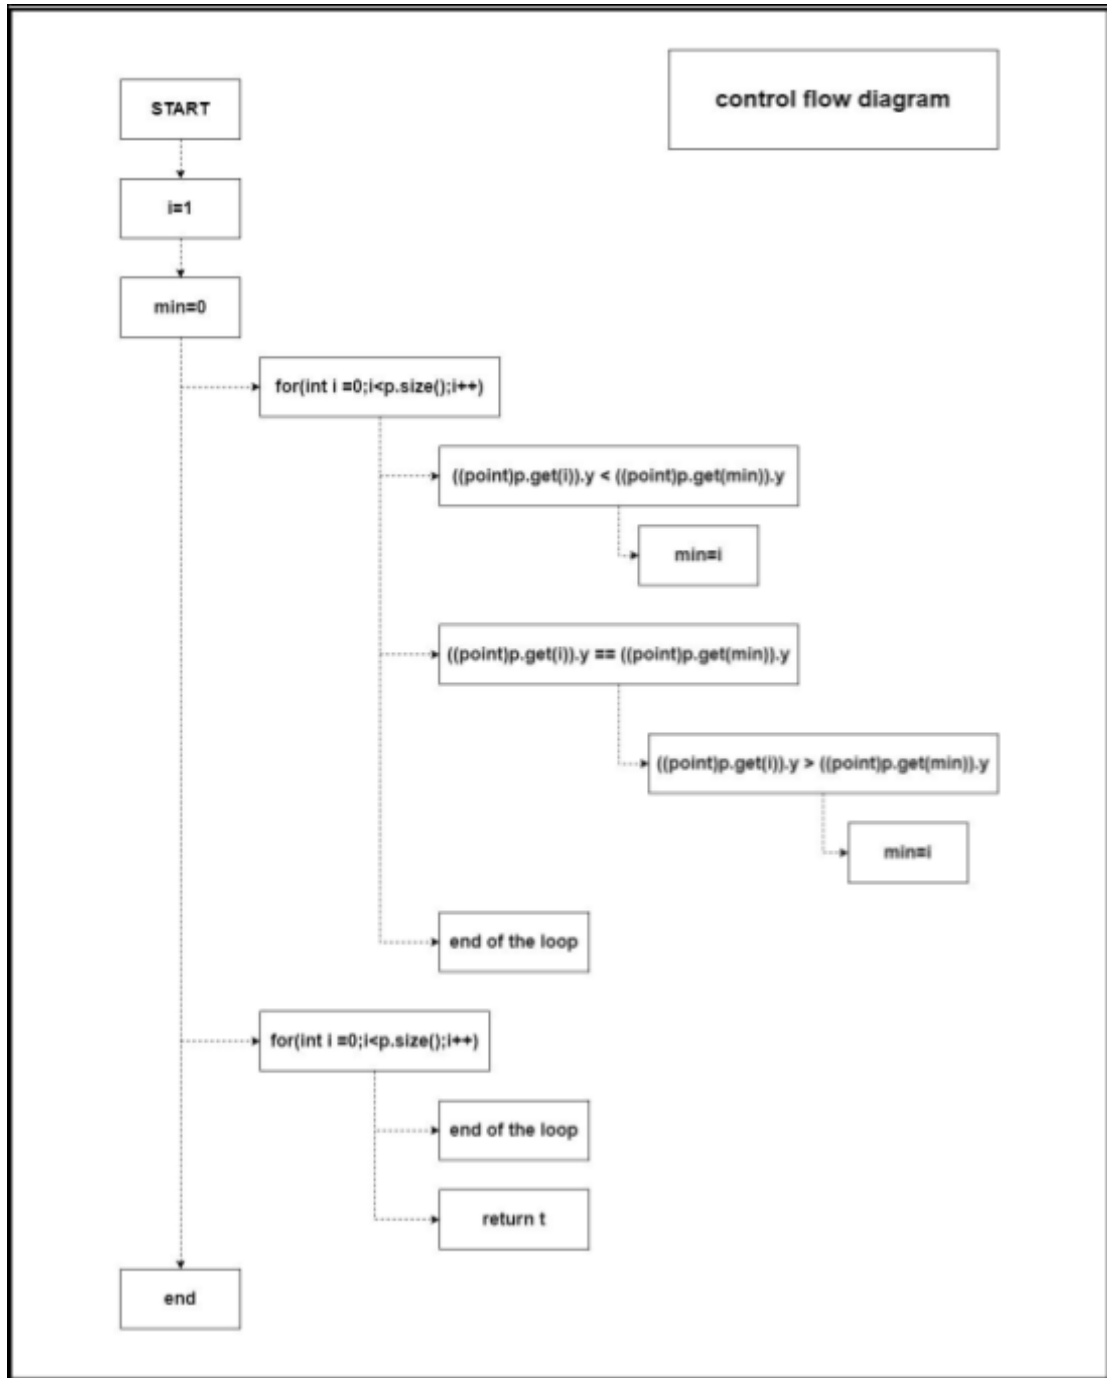 control flow diagram
START
i=1
min=0
for(int i =0;i<p.size();i++)
((point)p.get(i)).y < ((point)p.get(min)).y
min=i
((point)p.get(i)).y == ((point)p.get(min)).y
((point)p.get(i)).y > ((point)p.get(min)).y
min=i
end of the loop
for(int i =0;i<p.size();i++)
end of the loop
return t
end